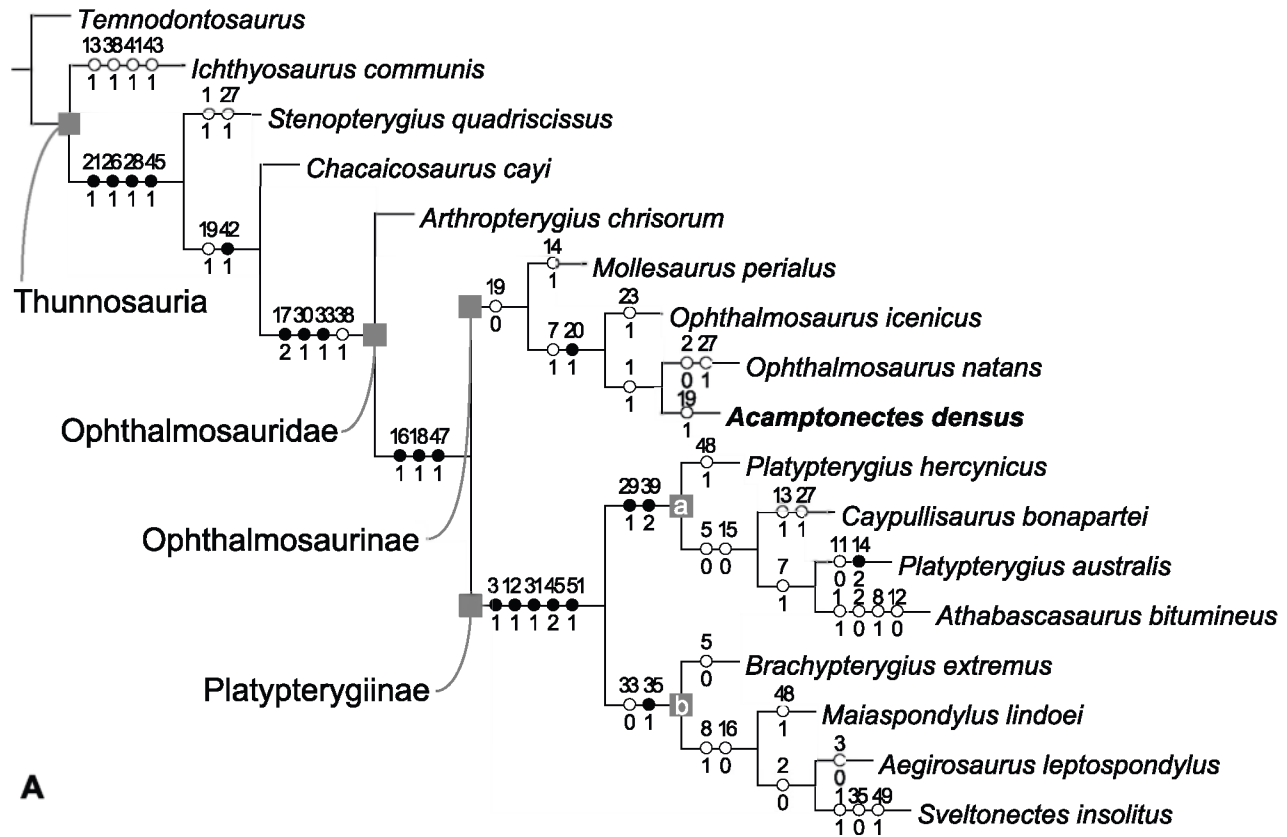 Temnodontosaurus
13 38 41 43
Ichthyosaurus communis
1 1 1 1
1 27
Stenopterygius quadriscissus
1 1
21 26 28 45
Chacaicosaurus cayi
1 1 1 1
Arthropterygius chrisorum
19 42
1 1
14
Mollesaurus perialus
1
Thunnosauria
19
0
17 30 33 38
2 1 1 1
23
Ophthalmosaurus icenicus
1
7 20
1 1
2 27
Ophthalmosaurus natans
0 1
1
1
19
Acamptonectes densus
1
Ophthalmosauridae
16 18 47
1 1 1
48
Platypterygius hercynicus
1
29 39
a
1 2
13 27
Caypullisaurus bonapartei
1 1
Ophthalmosaurinae
5 15
0 0
11 14
Platypterygius australis
0 2
7
1
1 2 8 12
Athabascasaurus bitumineus
1 0 1 0
3 12 31 45 51
1 1 1 2 1
5
Brachypterygius extremus
0
Platypterygiinae
33 35
b
0 1
48
Maiaspondylus lindoei
1
8 16
1 0
3
Aegirosaurus leptospondylus
0
2
0
A
1 35 49
Sveltonectes insolitus
1 0 1